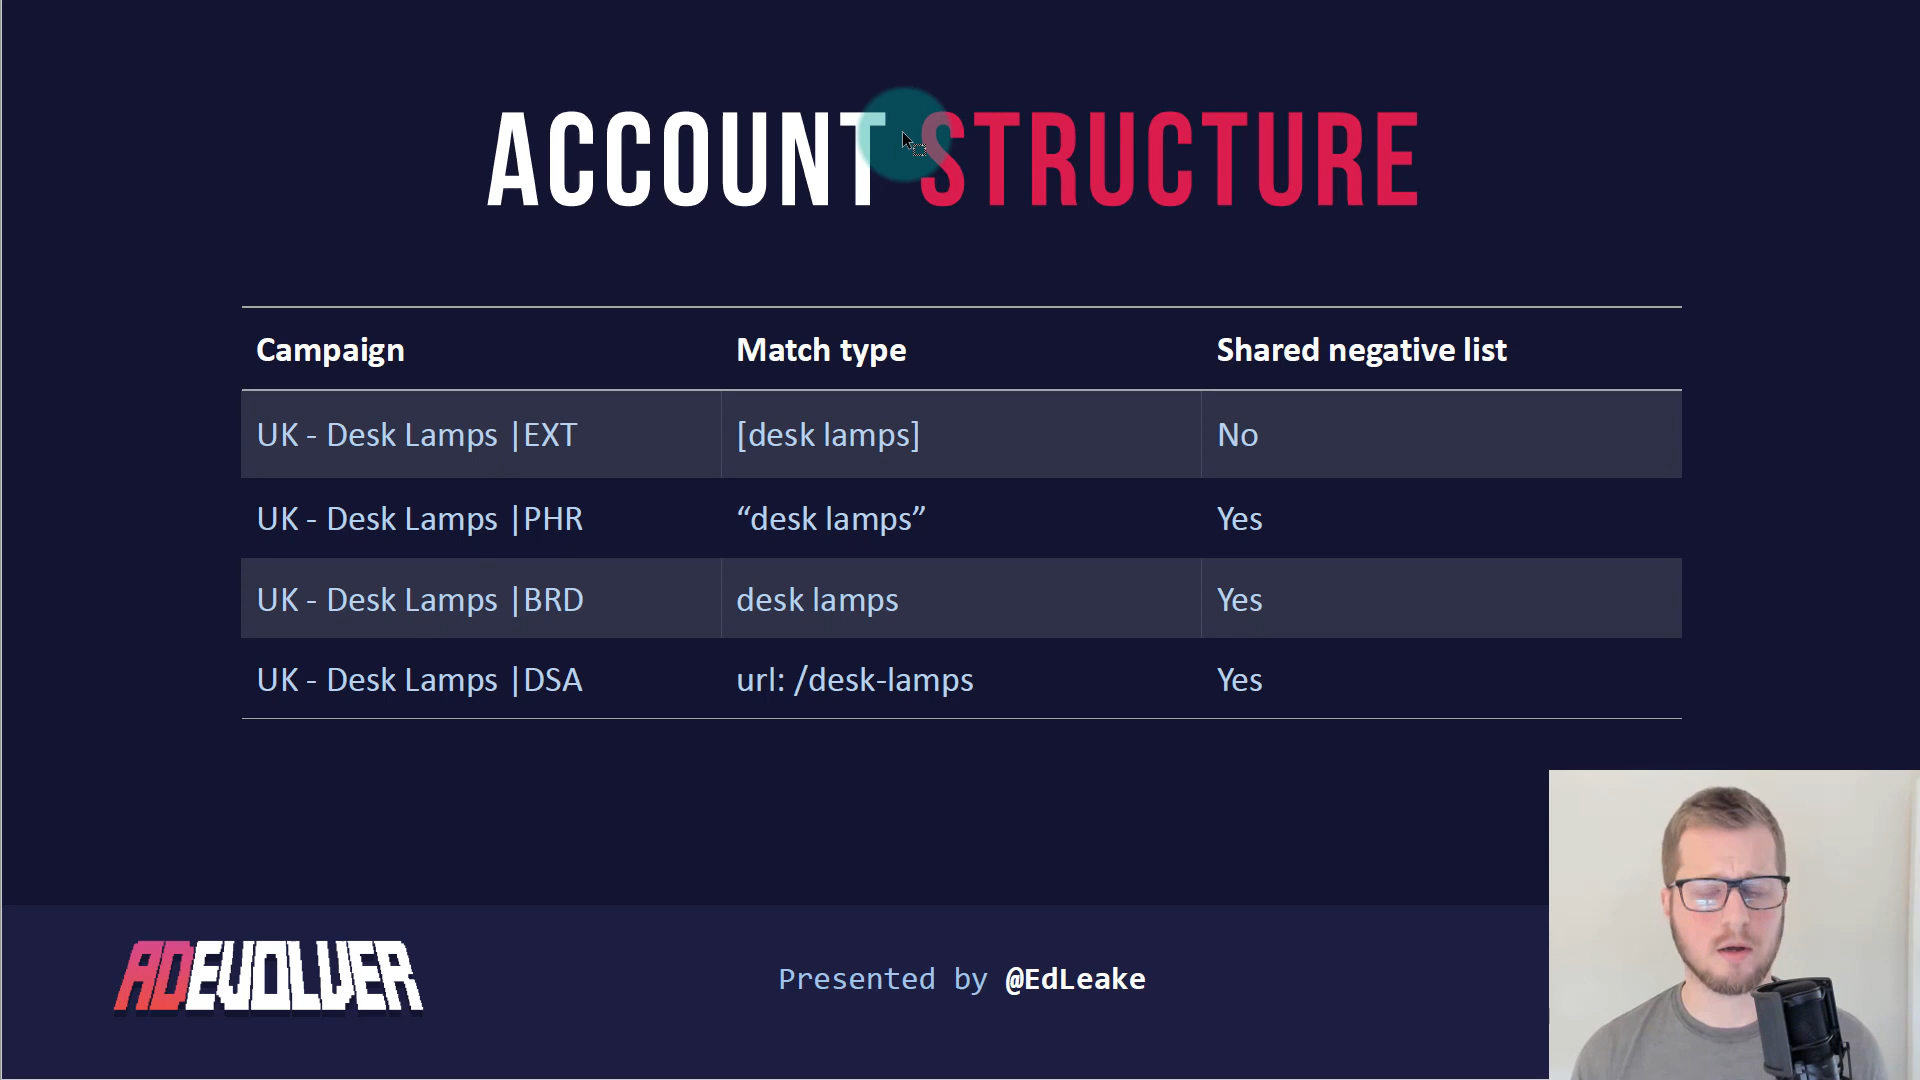 ACCOUNT STRUCTURE
Campaign Match type Shared negative list
UK - Desk Lamps |EXT [desk lamps] No
UK - Desk Lamps |PHR “desk lamps” Yes
UK - Desk Lamps |BRD desk lamps Yes
UK - Desk Lamps |DSA url: /desk-lamps Yes
ADEVOLVER
Presented by @EdLeake